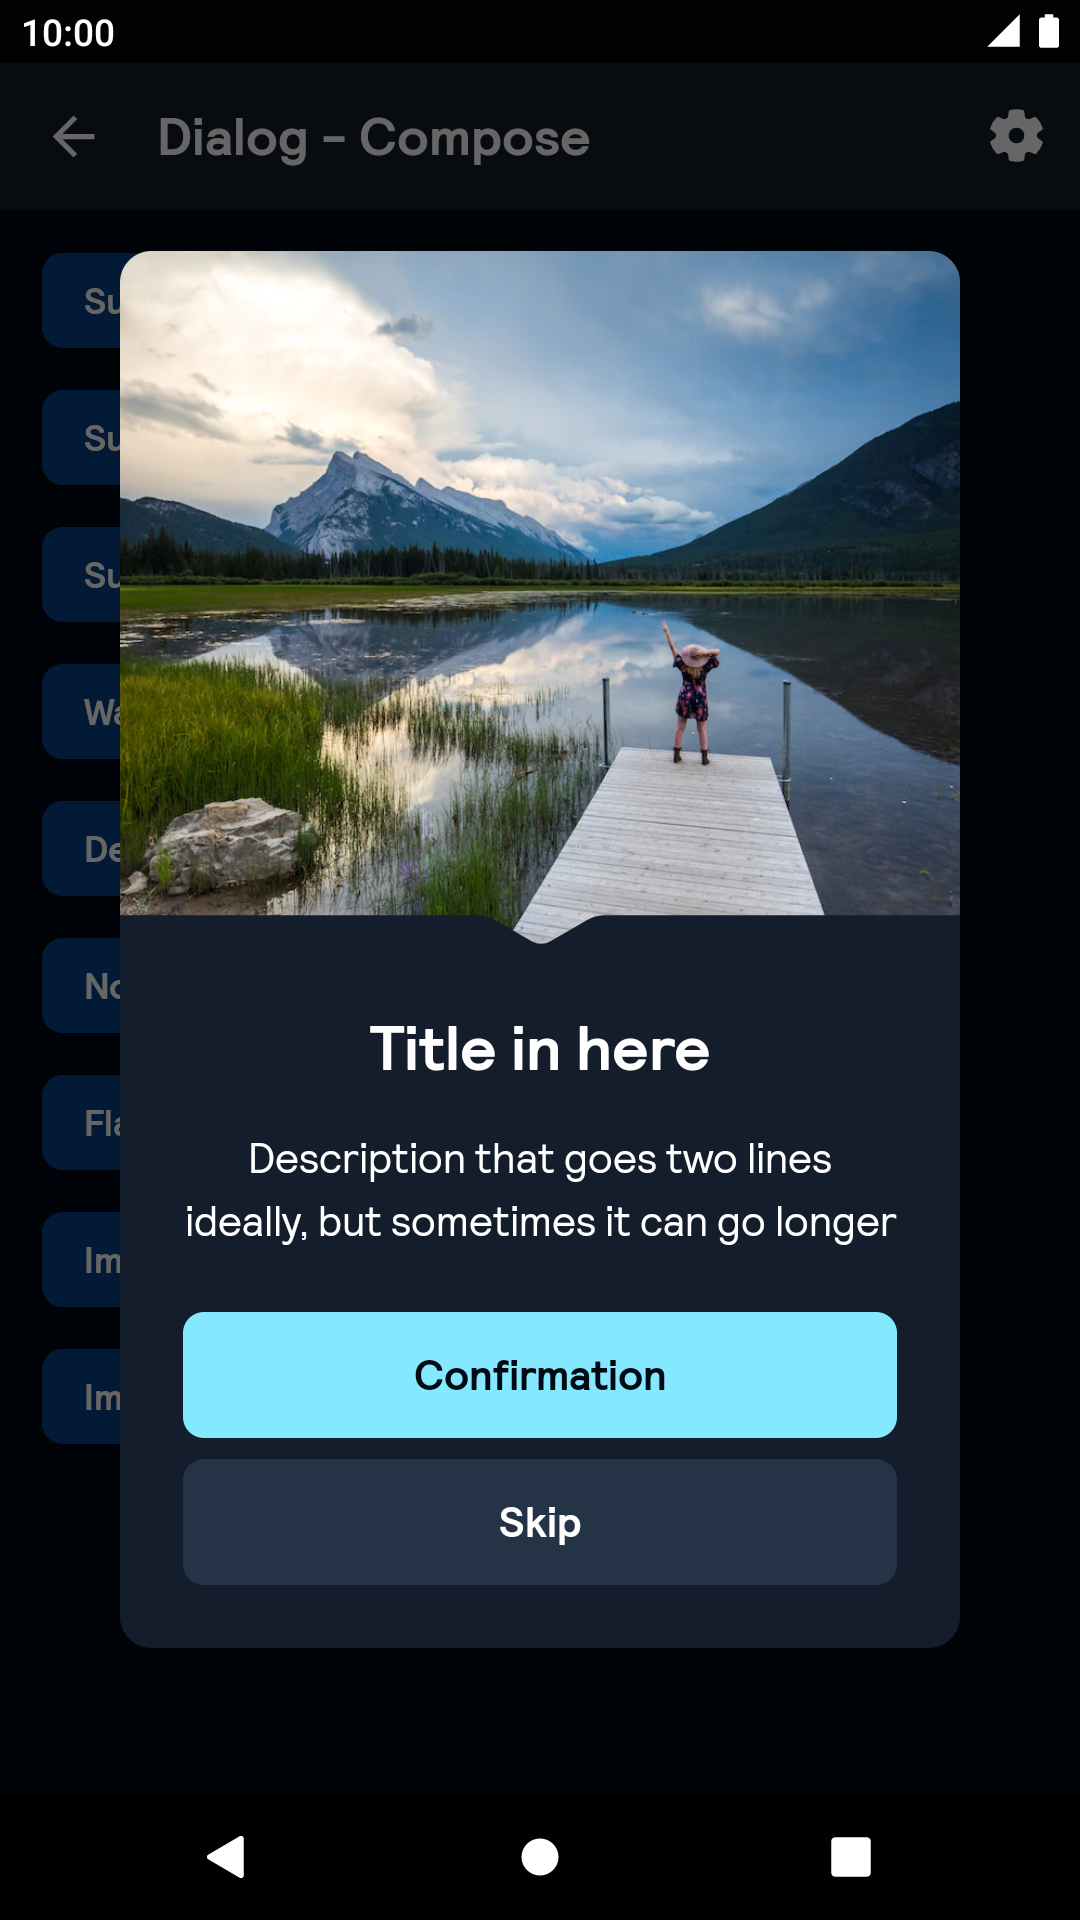 10:00
Dialog - Compose
Su
Su
Su
Wa
De
No
Fla
Im
Im
Title in here
Description that goes two lines
ideally, but sometimes it can go longer
Confirmation
Skip